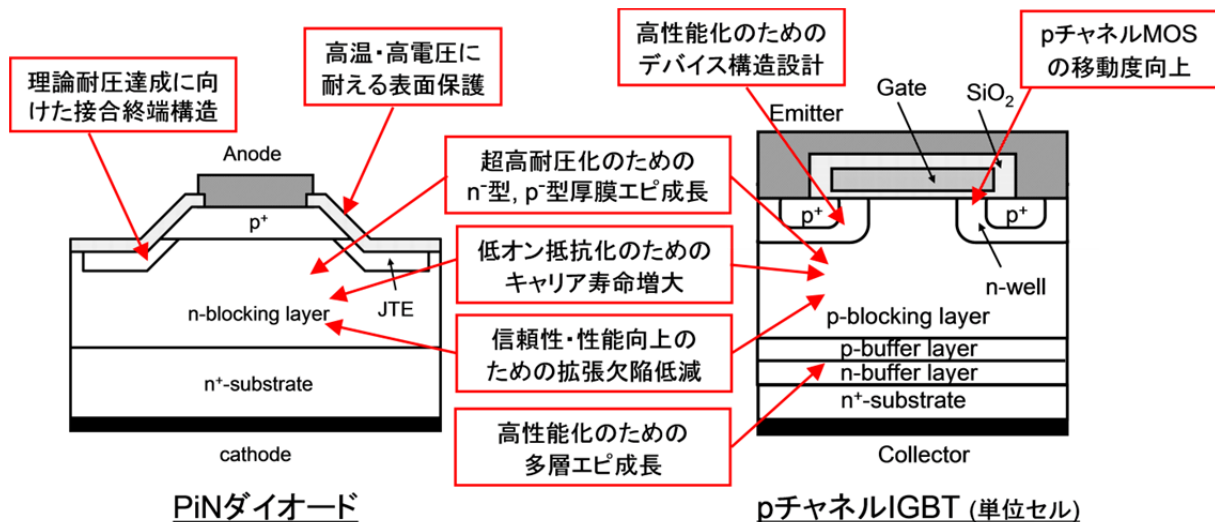 理論耐圧達成に向
けた接合終端構造
高温・高電圧に
耐える表面保護
高性能化のための
デバイス構造設計
pチャネルMOS
の移動度向上
Anode
p⁺
JTE
n-blocking layer
n⁺-substrate
cathode
PiNダイオード
超高耐圧化のための
n⁻型, p⁻型厚膜エピ成長
低オン抵抗化のための
キャリア寿命増大
信頼性・性能向上の
ための拡張欠陥低減
高性能化のための
多層エピ成長
Emitter
Gate
SiO₂
p⁺
p⁺
n-well
p-blocking layer
p-buffer layer
n-buffer layer
n⁺-substrate
Collector
pチャネルIGBT (単位セル)